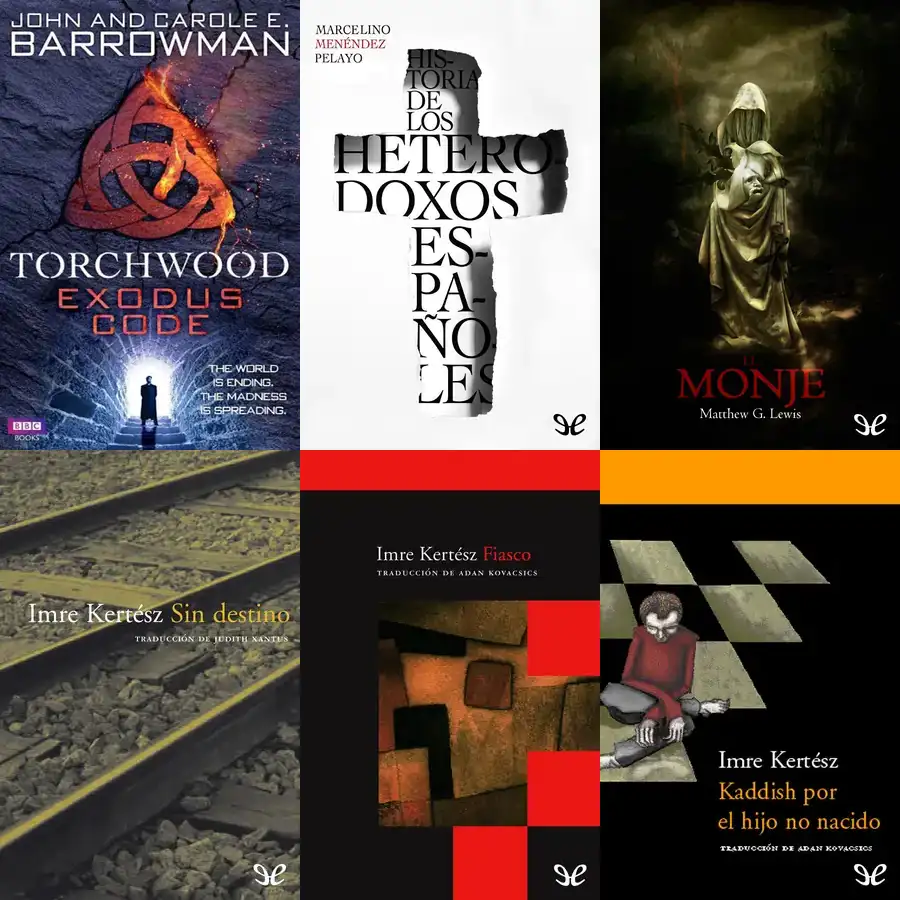 JOHN AND CAROLE E.
BARROWMAN
TORCHWOOD
EXODUS
CODE
THE WORLD
IS ENDING.
THE MADNESS
IS SPREADING.
BBC
BOOKS
MARCELINO
MENÉNDEZ
PELAYO
HIS-
TORIA
DE
LOS
HETERO-
DOXOS
ES-
PA-
ÑO-
LES
EL
MONJE
Matthew G. Lewis
Imre Kertész Sin destino
TRADUCCIÓN DE JUDITH XANTUS
Imre Kertész Fiasco
TRADUCCIÓN DE ADAN KOVACSICS
Imre Kertész
Kaddish por
el hijo no nacido
TRADUCCIÓN DE ADAN KOVACSICS